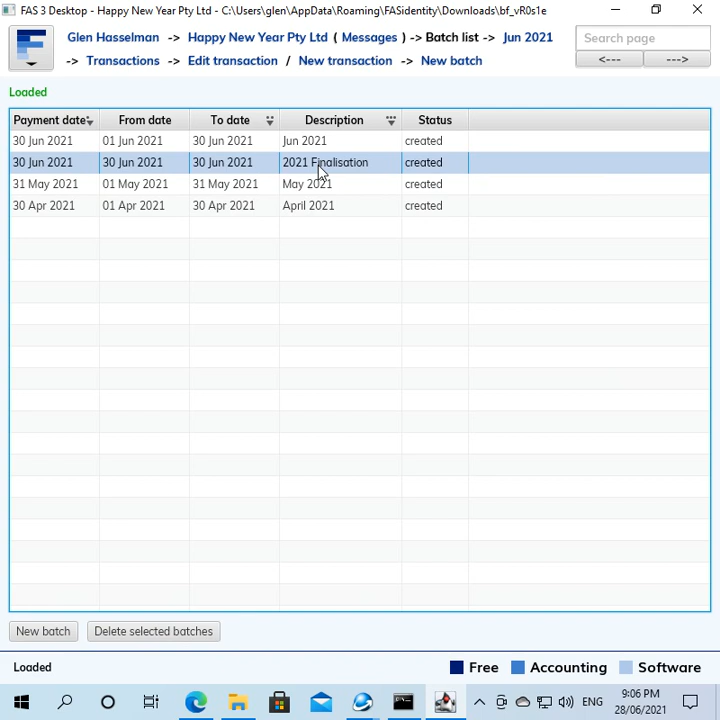 FAS 3 Desktop - Happy New Year Pty Ltd - C:\Users\glen\AppData\Roaming\FASidentity\Downloads\bf_vR0s1e
Glen Hasselman -> Happy New Year Pty Ltd ( Messages ) -> Batch list -> Jun 2021
-> Transactions -> Edit transaction / New transaction -> New batch
Search page
<--- --->
Loaded
Payment date From date To date Description Status
30 Jun 2021 01 Jun 2021 30 Jun 2021 Jun 2021 created
30 Jun 2021 30 Jun 2021 30 Jun 2021 2021 Finalisation created
31 May 2021 01 May 2021 31 May 2021 May 2021 created
30 Apr 2021 01 Apr 2021 30 Apr 2021 April 2021 created
New batch Delete selected batches
Loaded Free Accounting Software
ENG 9:06 PM
28/06/2021